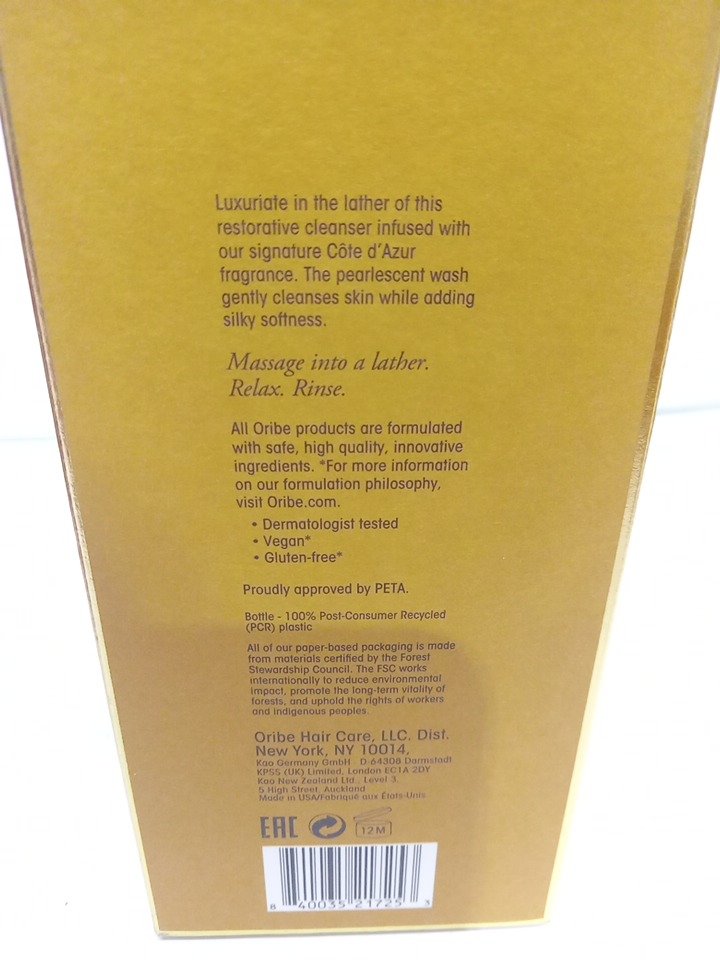 Luxuriate in the lather of this
restorative cleanser infused with
our signature Côte d'Azur
fragrance. The pearlescent wash
gently cleanses skin while adding
silky softness.
Massage into a lather.
Relax. Rinse.
All Oribe products are formulated
with safe, high quality, innovative
ingredients. *For more information
on our formulation philosophy,
visit Oribe.com.
• Dermatologist tested
• Vegan*
• Gluten-free*
Proudly approved by PETA.
Bottle - 100% Post-Consumer Recycled
(PCR) plastic
All of our paper-based packaging is made
from materials certified by the Forest
Stewardship Council. The FSC works
internationally to reduce environmental
impact, promote the long-term vitality of
forests, and uphold the rights of workers
and indigenous peoples.
Oribe Hair Care, LLC. Dist.
New York, NY 10014,
Kao Germany GmbH · D-64308 Darmstadt
KPSS (UK) Limited, London EC1A 2DY
Kao New Zealand Ltd., Level 3,
5 High Street, Auckland
Made in USA/Fabriqué aux États-Unis
EAC 12M
8 40035 21725 3